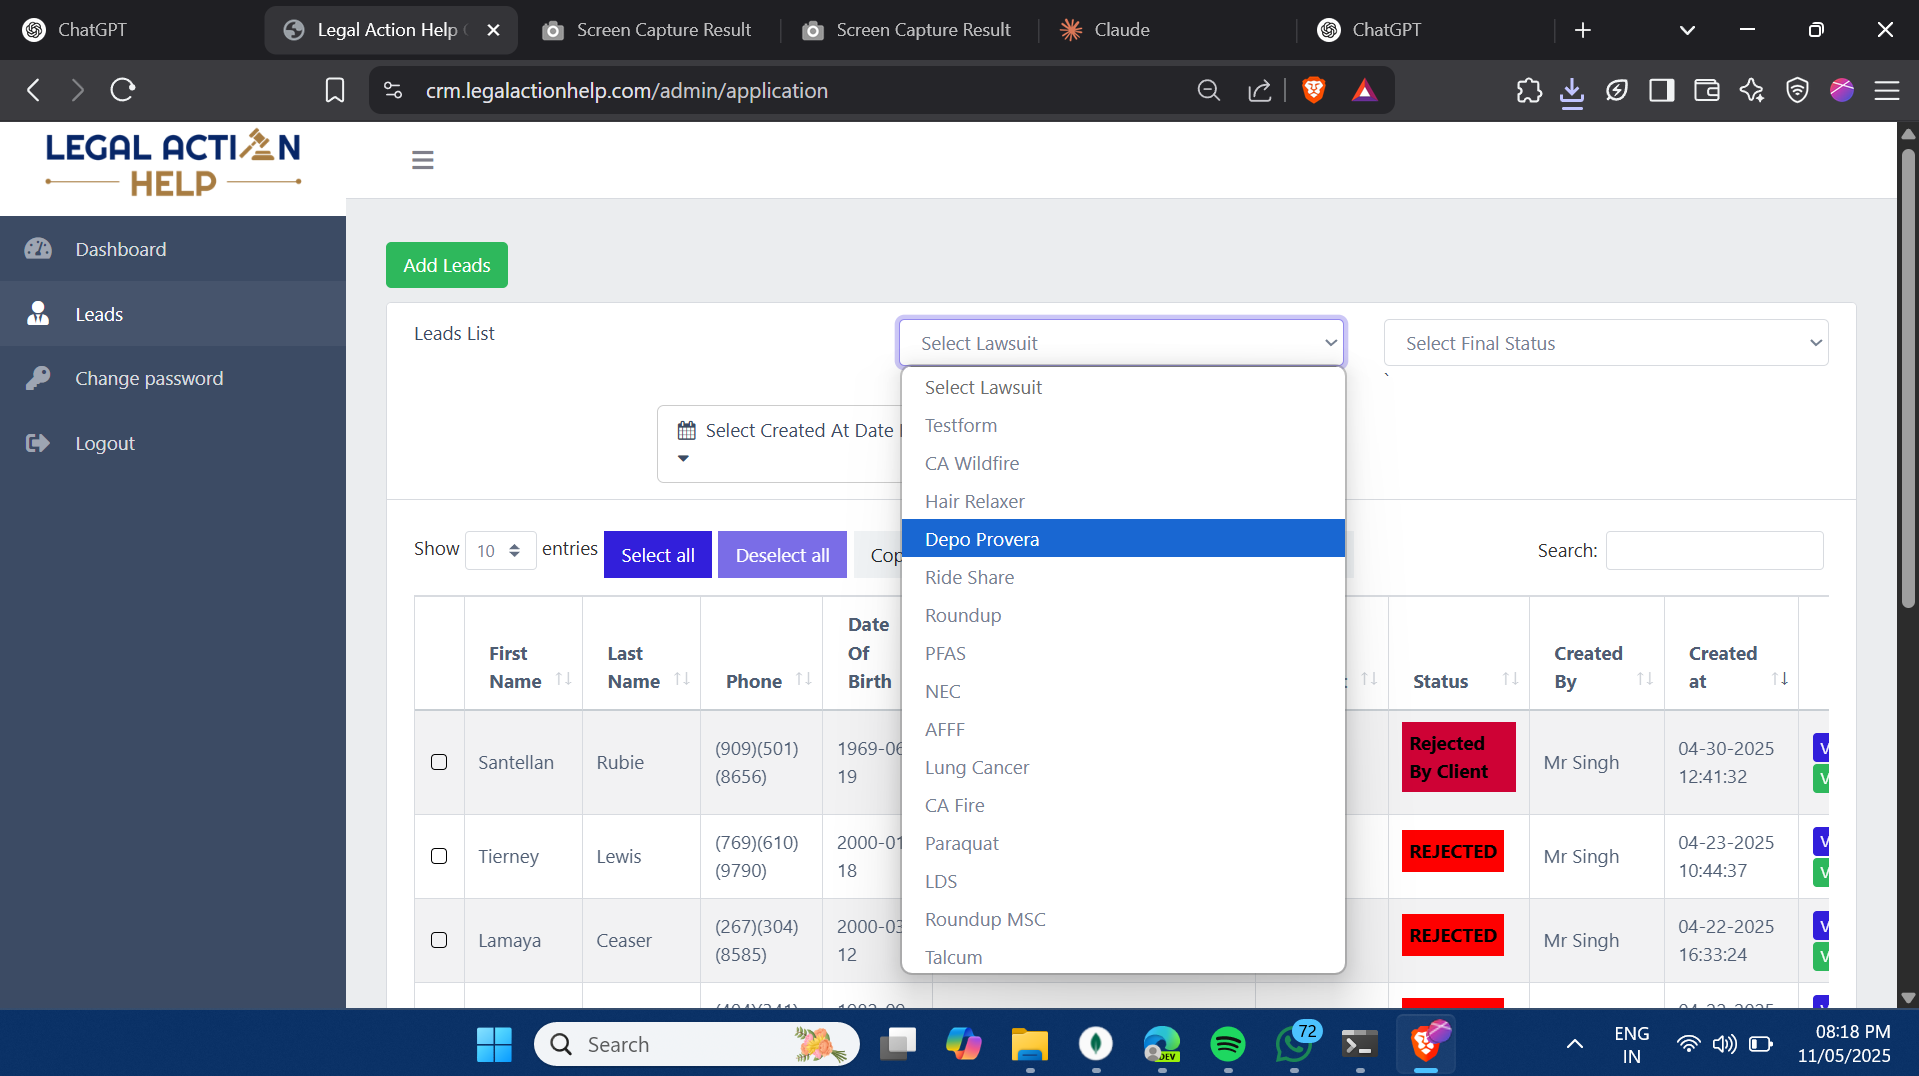 ChatGPT
Legal Action Help
Screen Capture Result
Screen Capture Result
Claude
ChatGPT
crm.legalactionhelp.com/admin/application
LEGAL ACTION
HELP
Dashboard
Leads
Change password
Logout
Add Leads
Leads List
Select Lawsuit
Select Final Status
`
Select Created At Date
Select Lawsuit
Testform
CA Wildfire
Hair Relaxer
Depo Provera
Ride Share
Roundup
PFAS
NEC
AFFF
Lung Cancer
CA Fire
Paraquat
LDS
Roundup MSC
Talcum
Show 10 entries
Select all
Deselect all
Cop
Search:
First Name
Last Name
Phone
Date Of Birth
Status
Created By
Created at
Santellan
Rubie
(909)(501)
(8656)
1969-06
19
Rejected
By Client
Mr Singh
04-30-2025
12:41:32
V
V
Tierney
Lewis
(769)(610)
(9790)
2000-01
18
REJECTED
Mr Singh
04-23-2025
10:44:37
V
V
Lamaya
Ceaser
(267)(304)
(8585)
2000-03
12
REJECTED
Mr Singh
04-22-2025
16:33:24
V
V
Search
DEV
72
ENG
IN
08:18 PM
11/05/2025